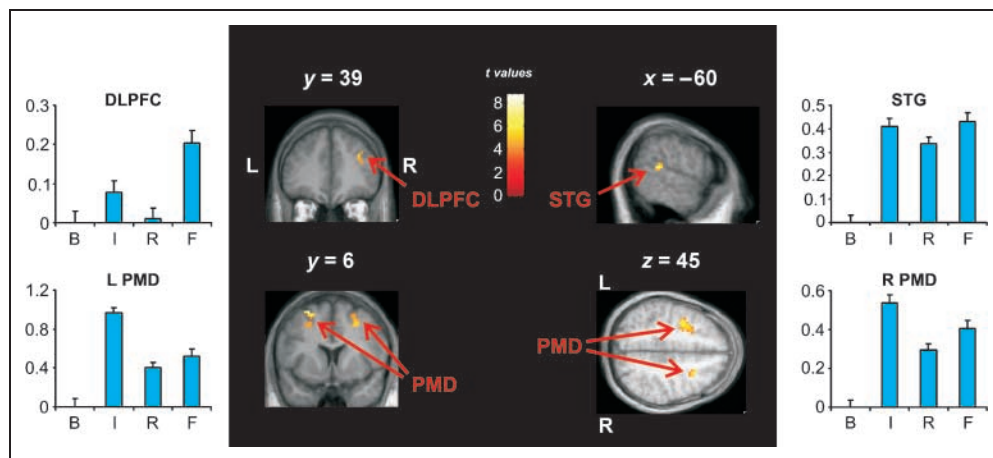 DLPFC
0.3
0.2
0.1
0
B I R F
L PMD
1.2
0.8
0.4
0
B I R F
y = 39
L R
DLPFC
t values
8
6
4
2
0
x = –60
STG
y = 6
PMD
z = 45
L
PMD
R
STG
0.5
0.4
0.3
0.2
0.1
0
B I R F
R PMD
0.6
0.4
0.2
0
B I R F